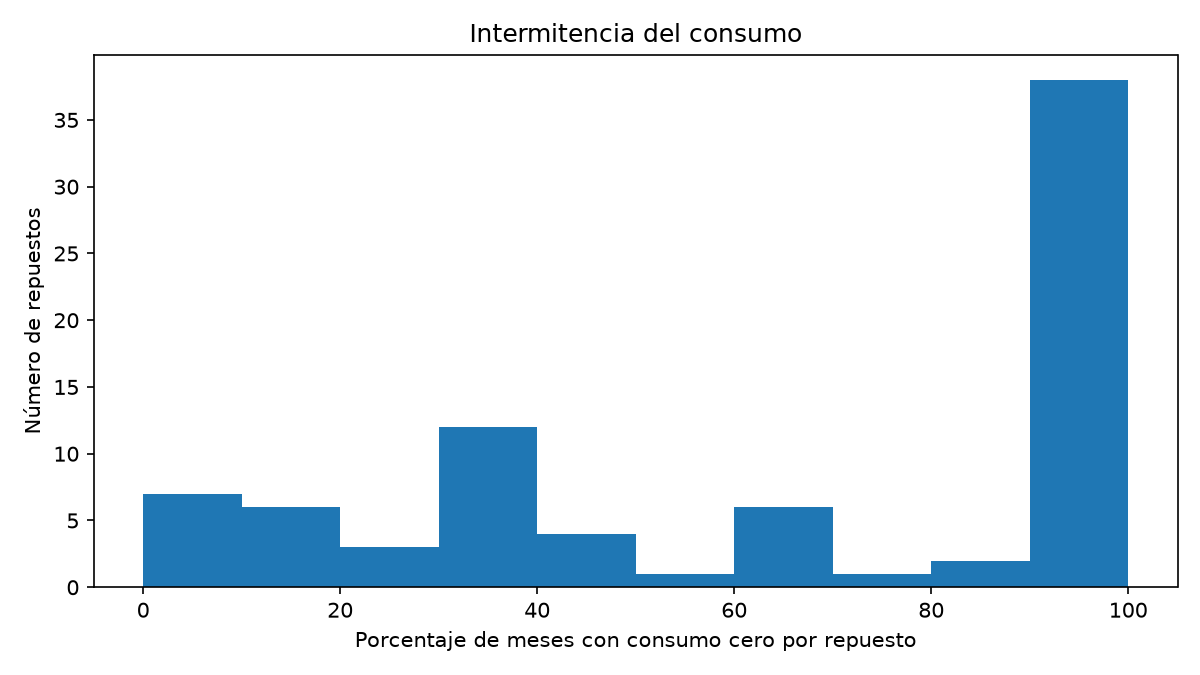 Intermitencia del consumo
Número de repuestos
35
30
25
20
15
10
5
0
0 20 40 60 80 100
Porcentaje de meses con consumo cero por repuesto